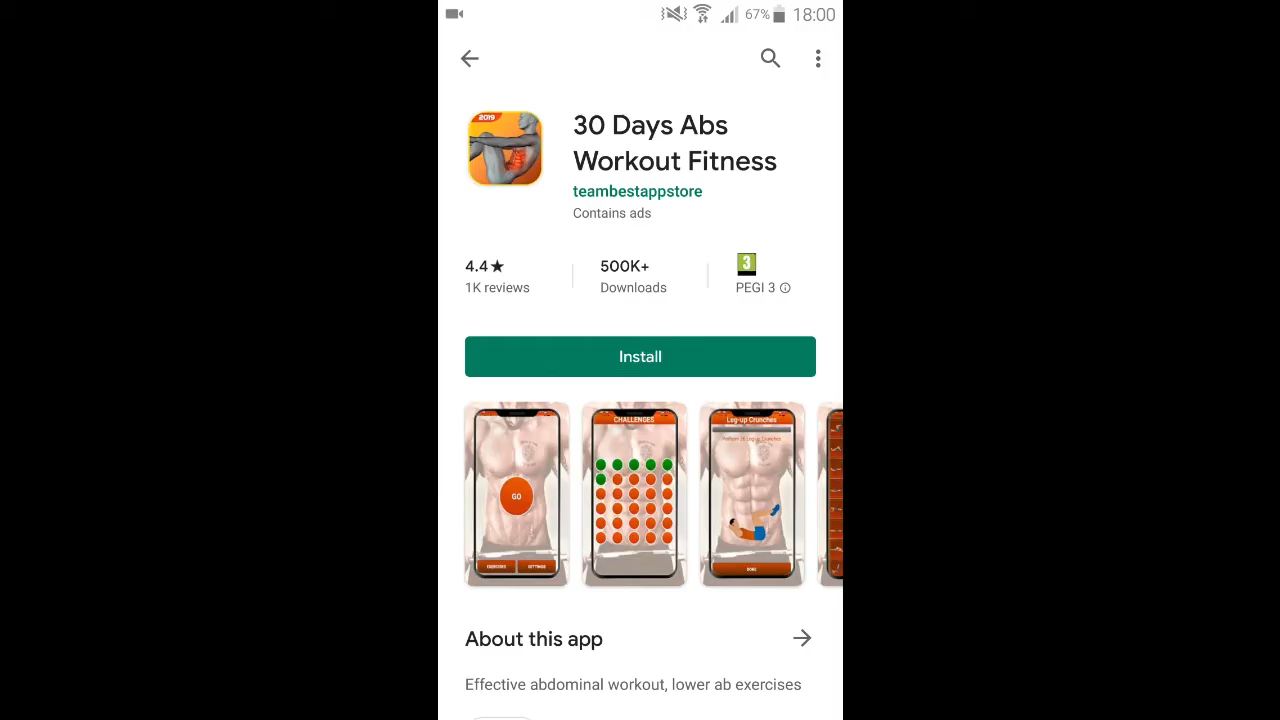 67% 18:00
2019
30 Days Abs
Workout Fitness
teambestappstore
Contains ads
4.4★ 500K+ 3
1K reviews Downloads PEGI 3
Install
GO
EXERCISES SETTINGS
CHALLENGES
Leg-up Crunches
DONE
About this app
Effective abdominal workout, lower ab exercises